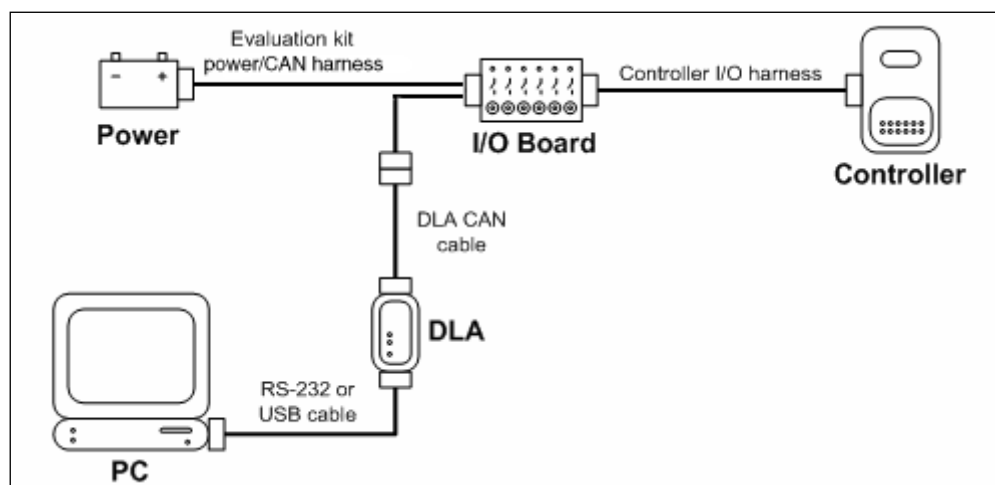 Evaluation kit
power/CAN harness
Controller I/O harness
- +
Power
I/O Board
Controller
DLA CAN
cable
DLA
RS-232 or
USB cable
PC